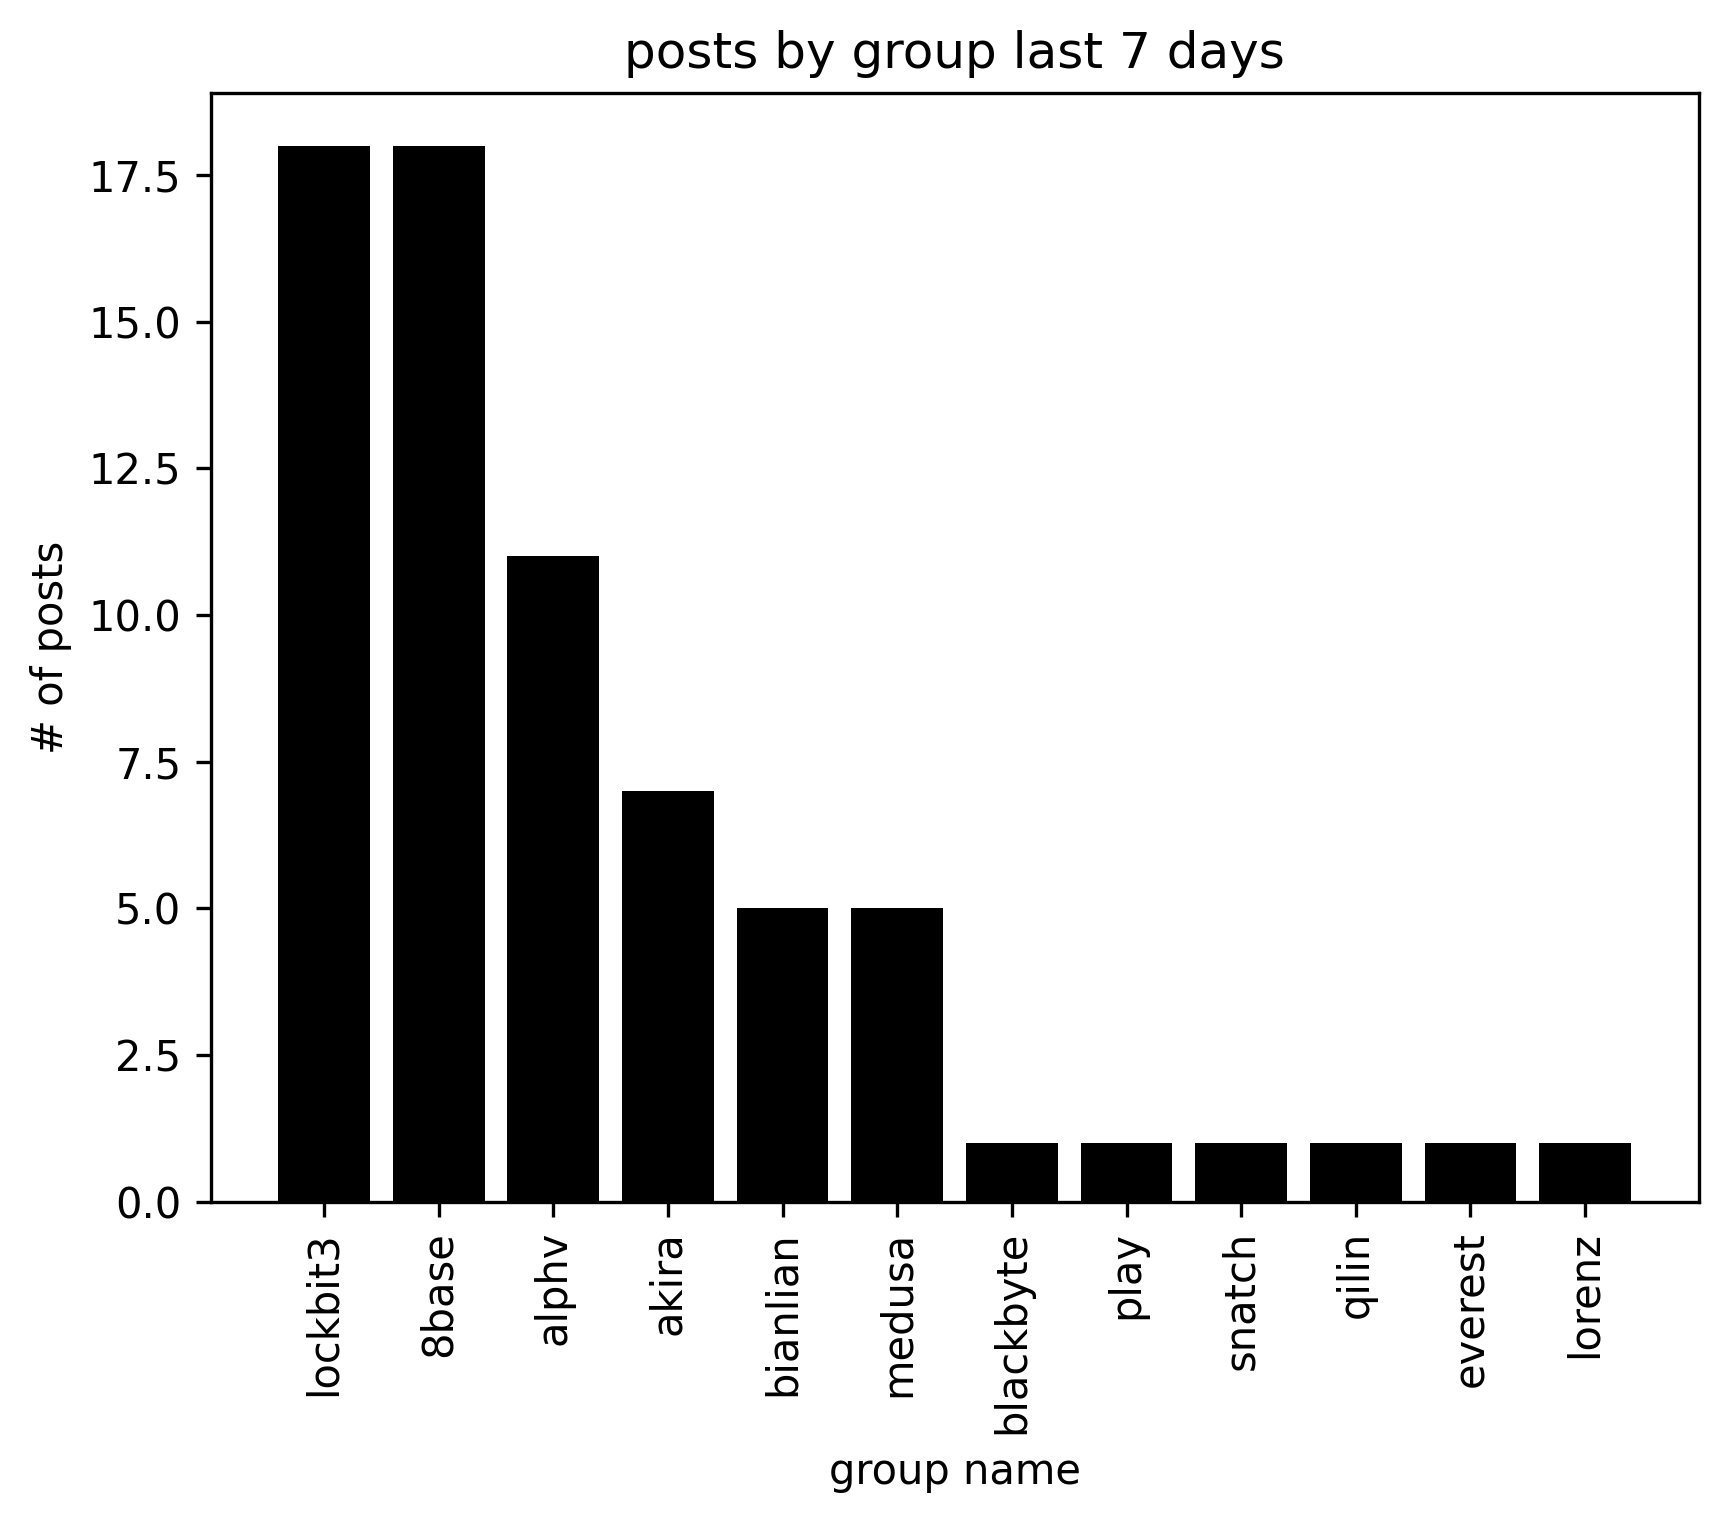 posts by group last 7 days
# of posts
17.5
15.0
12.5
10.0
7.5
5.0
2.5
0.0
lockbit3
8base
alphv
akira
bianlian
medusa
blackbyte
play
snatch
qilin
everest
lorenz
group name